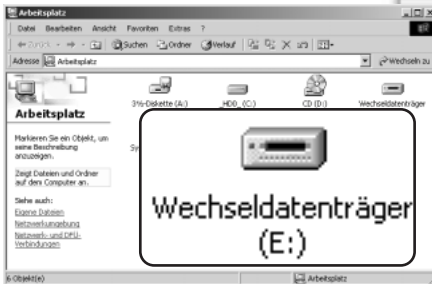 Arbeitsplatz
Datei Bearbeiten Ansicht Favoriten Extras ?
Zurück Suchen Ordner Verlauf
Adresse Arbeitsplatz Wechseln zu
3½-Diskette (A:) HDD_ (C:) CD (D:) Wechseldatenträger
Arbeitsplatz
Markieren Sie ein Objekt, um
seine Beschreibung
anzuzeigen.
Zeigt Dateien und Ordner
auf dem Computer an.
Siehe auch:
Eigene Dateien
Netzwerkumgebung
Netzwerk- und DFÜ-
Verbindungen
Wechseldatenträger
(E:)
6 Objekt(e) Arbeitsplatz